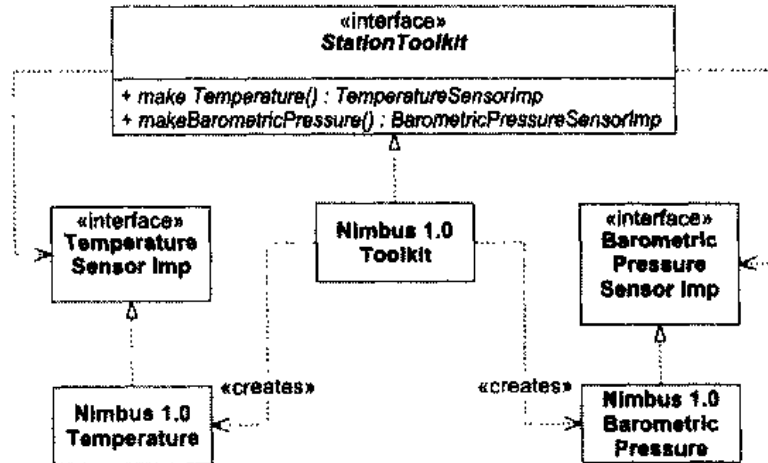 «interface»
StationToolkit
+ make Temperature() : TemperatureSensorImp
+ makeBarometricPressure() : BarometricPressureSensorImp
«interface»
Temperature
Sensor Imp
Nimbus 1.0
Toolkit
«interface»
Barometric
Pressure
Sensor Imp
«creates»
«creates»
Nimbus 1.0
Temperature
Nimbus 1.0
Barometric
Pressure